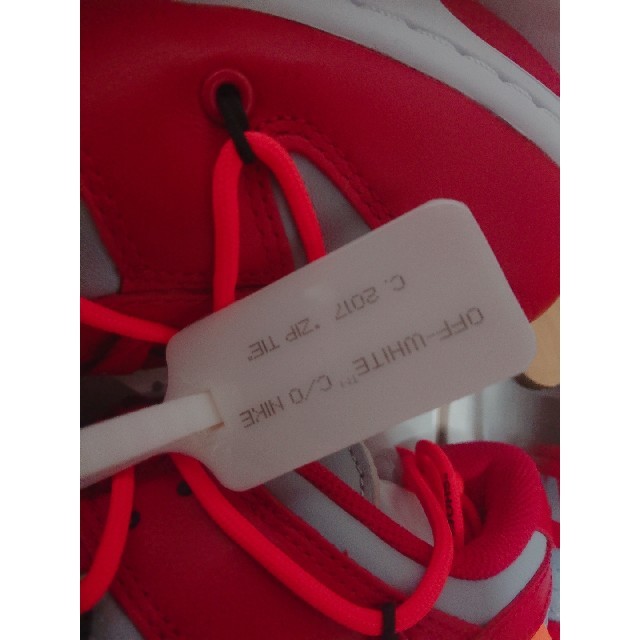 OFF-WHITE™ C/O NIKE
C. 2017 "ZIP TIE"